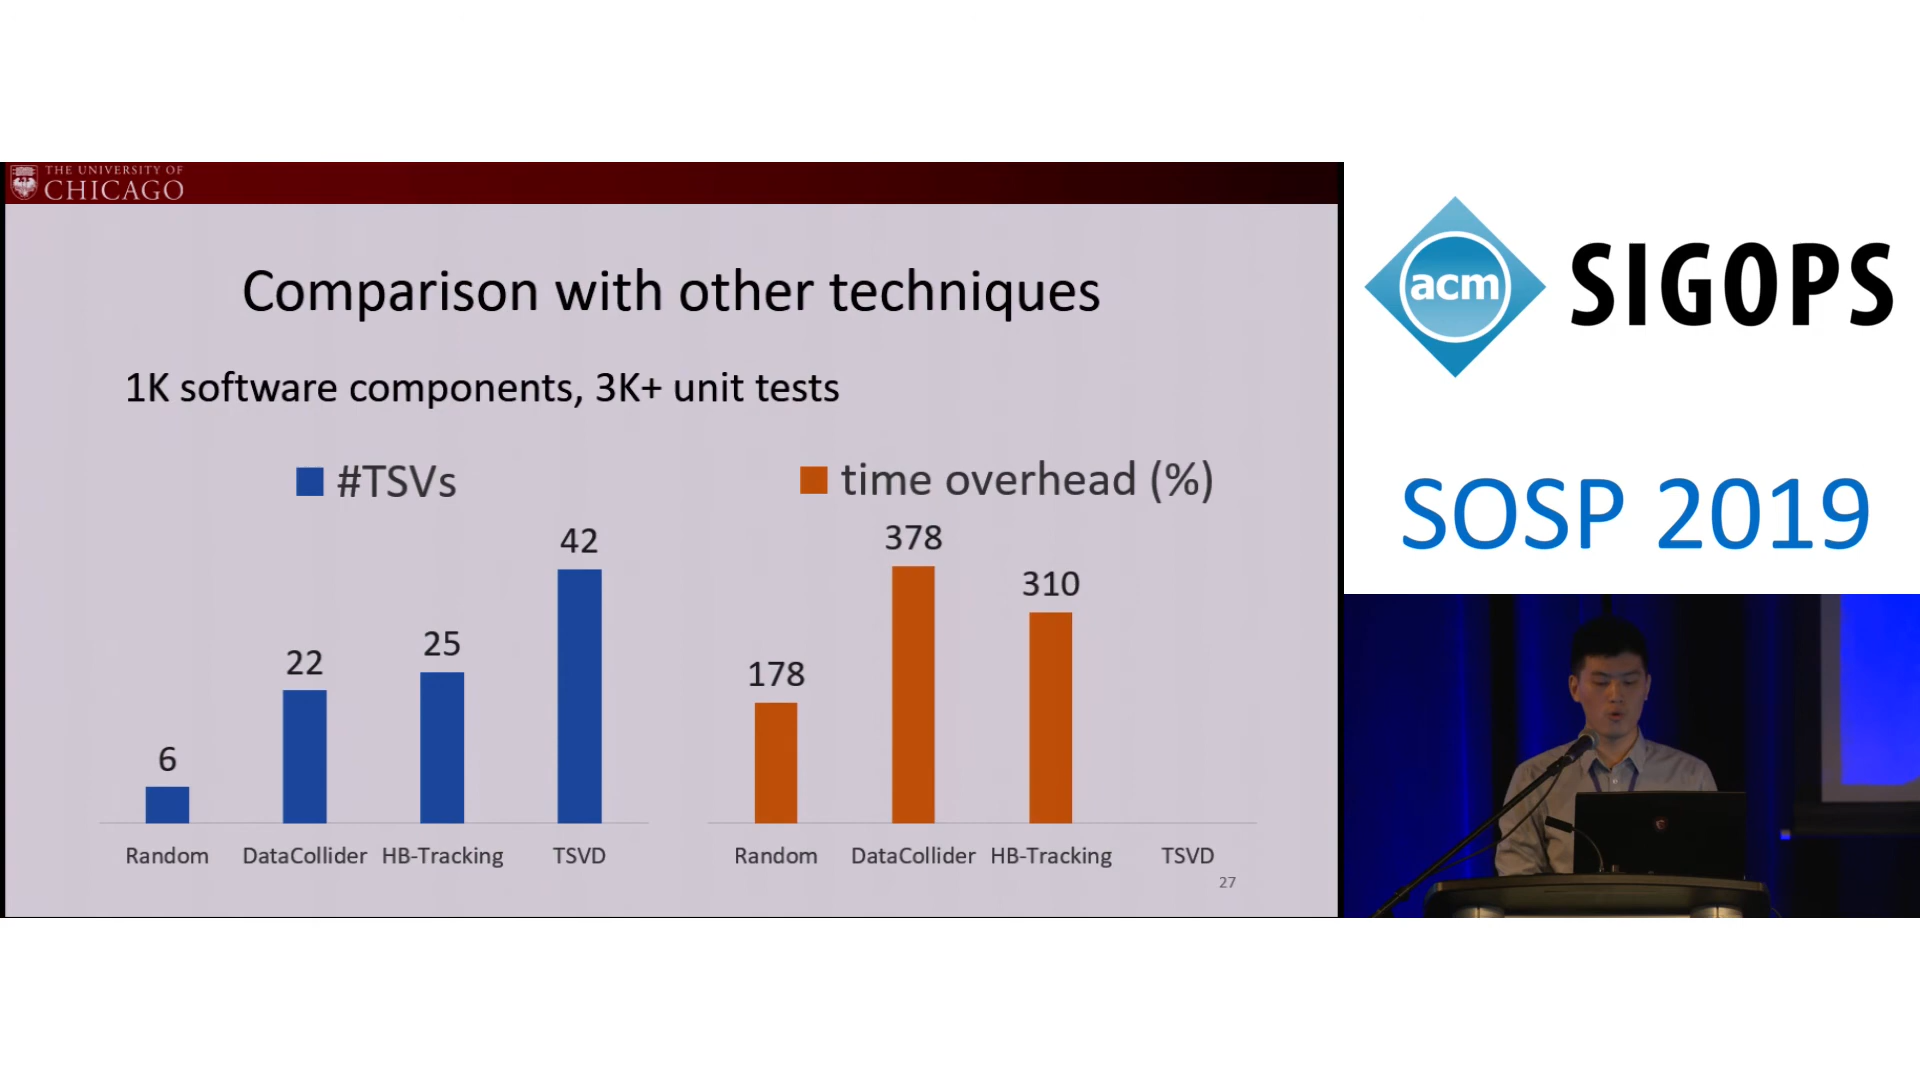 THE UNIVERSITY OF
CHICAGO
Comparison with other techniques
1K software components, 3K+ unit tests
#TSVs
time overhead (%)
6
22
25
42
Random
DataCollider
HB-Tracking
TSVD
178
378
310
Random
DataCollider
HB-Tracking
TSVD
27
acm
SIGOPS
SOSP 2019